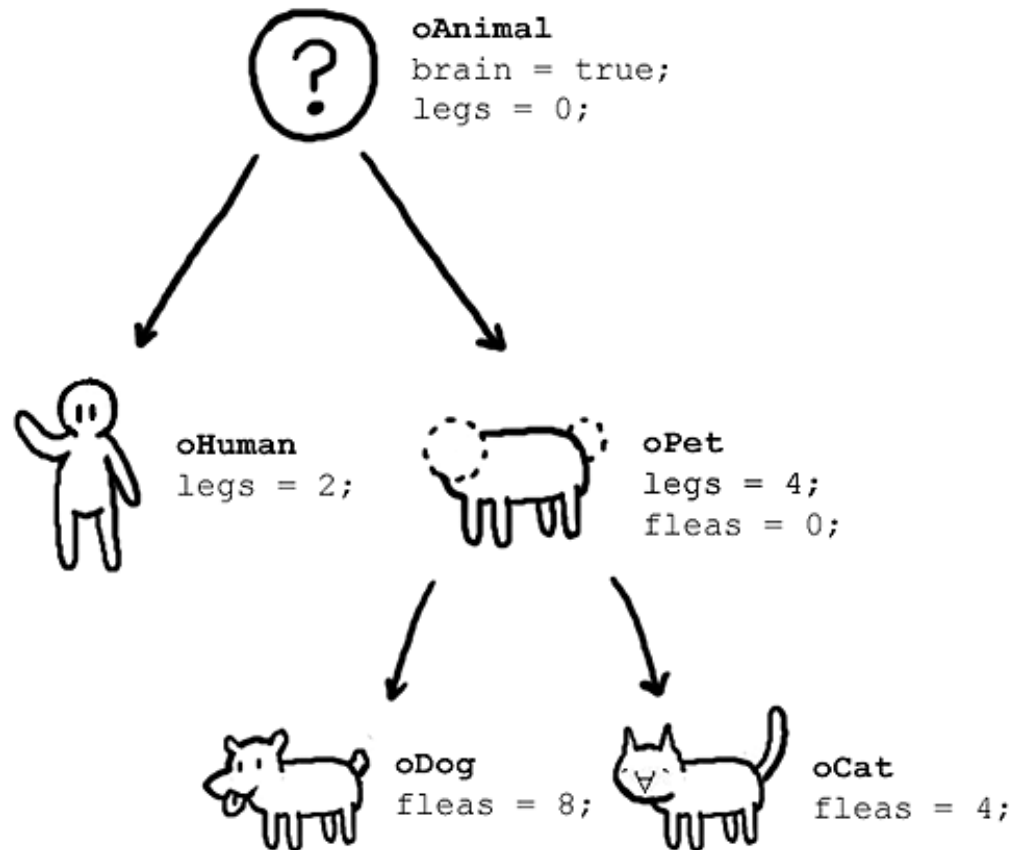 ?
oAnimal
brain = true;
legs = 0;
oHuman
legs = 2;
oPet
legs = 4;
fleas = 0;
oDog
fleas = 8;
oCat
fleas = 4;